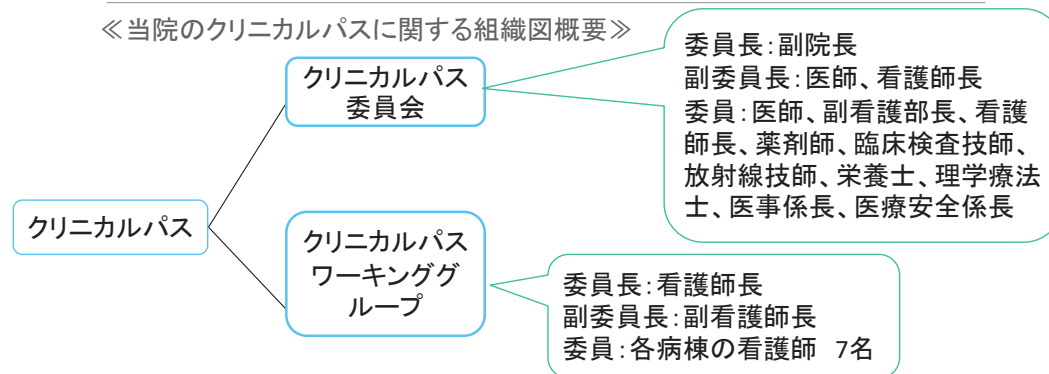 ≪当院のクリニカルパスに関する組織図概要≫
クリニカルパス
クリニカルパス
委員会
委員長：副院長
副委員長：医師、看護師長
委員：医師、副看護部長、看護
師長、薬剤師、臨床検査技師、
放射線技師、栄養士、理学療法
士、医事係長、医療安全係長
クリニカルパス
ワーキンググ
ループ
委員長：看護師長
副委員長：副看護師長
委員：各病棟の看護師　7名